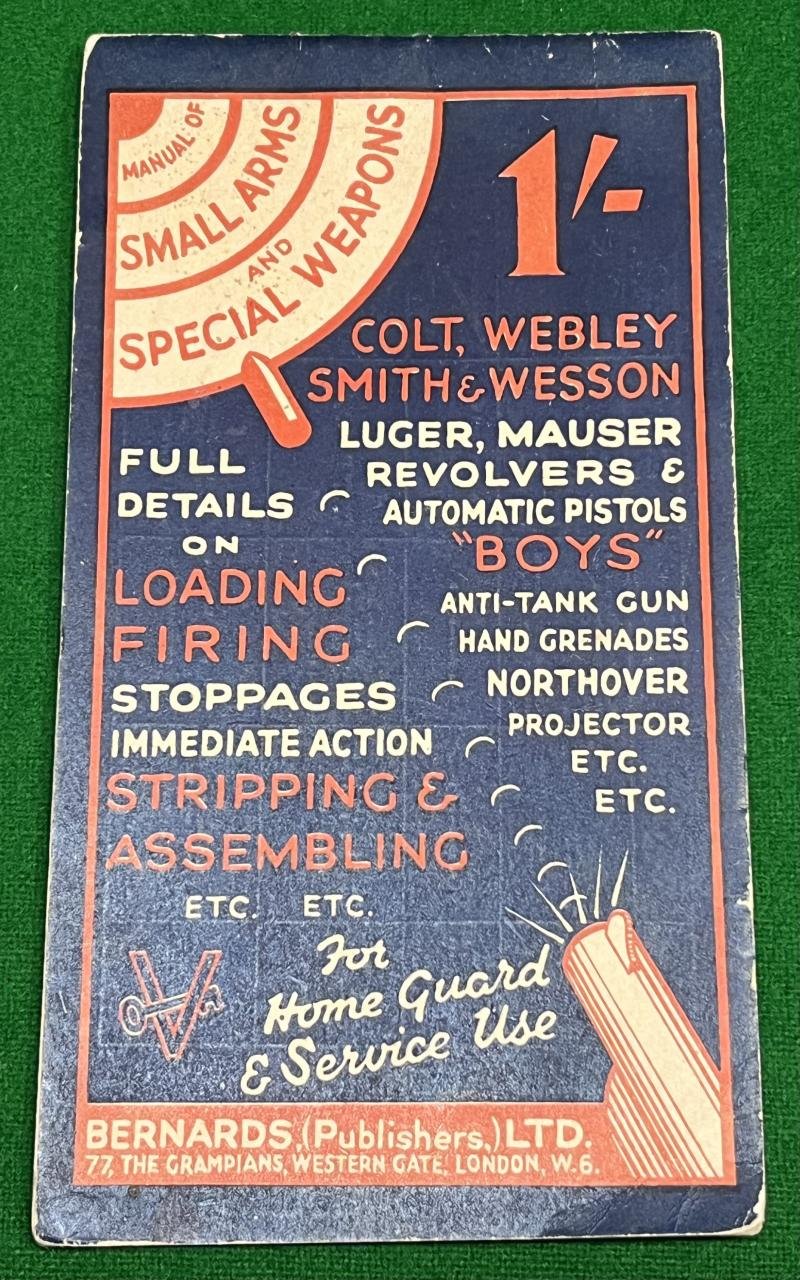 MANUAL OF
SMALL ARMS
AND
SPECIAL WEAPONS
1/-
COLT, WEBLEY
SMITH & WESSON
LUGER, MAUSER
REVOLVERS &
AUTOMATIC PISTOLS
"BOYS"
ANTI-TANK GUN
HAND GRENADES
NORTHOVER
PROJECTOR
ETC.
ETC.
FULL
DETAILS
ON
LOADING
FIRING
STOPPAGES
IMMEDIATE ACTION
STRIPPING &
ASSEMBLING
ETC. ETC.
For
Home Guard
& Service Use
V
BERNARDS, (Publishers,) LTD.
77, THE GRAMPIANS, WESTERN GATE, LONDON, W.6.